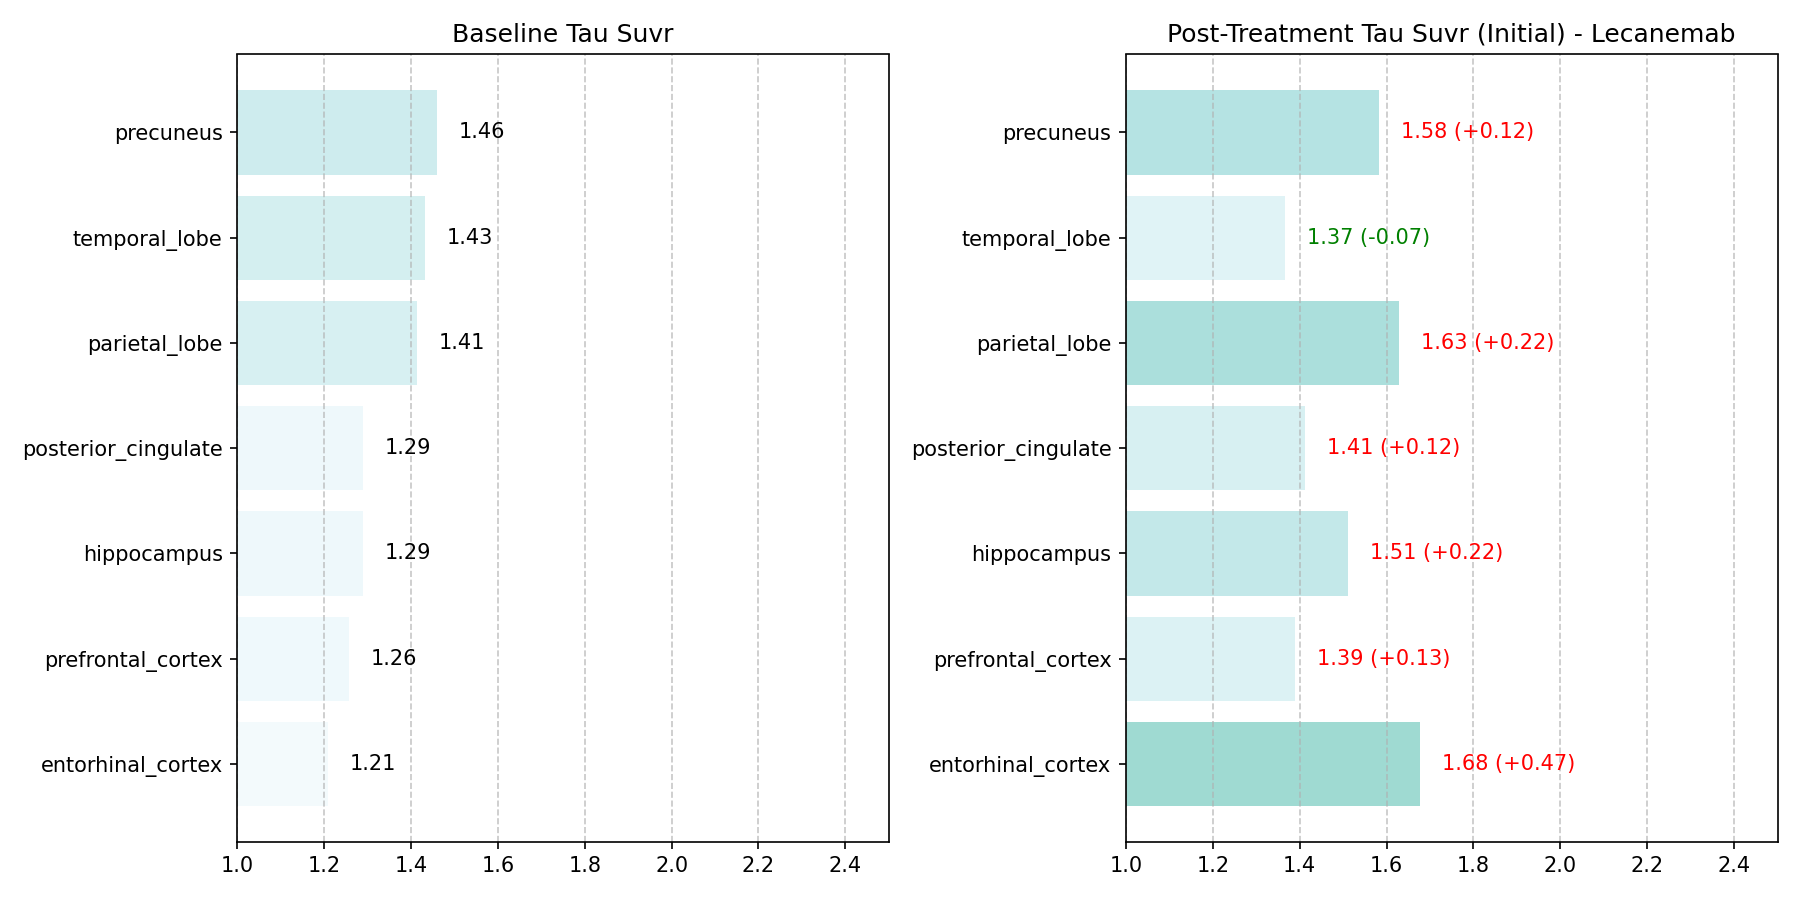 Baseline Tau Suvr
precuneus
1.46
temporal_lobe
1.43
parietal_lobe
1.41
posterior_cingulate
1.29
hippocampus
1.29
prefrontal_cortex
1.26
entorhinal_cortex
1.21
1.0 1.2 1.4 1.6 1.8 2.0 2.2 2.4
Post-Treatment Tau Suvr (Initial) - Lecanemab
precuneus
1.58 (+0.12)
temporal_lobe
1.37 (-0.07)
parietal_lobe
1.63 (+0.22)
posterior_cingulate
1.41 (+0.12)
hippocampus
1.51 (+0.22)
prefrontal_cortex
1.39 (+0.13)
entorhinal_cortex
1.68 (+0.47)
1.0 1.2 1.4 1.6 1.8 2.0 2.2 2.4